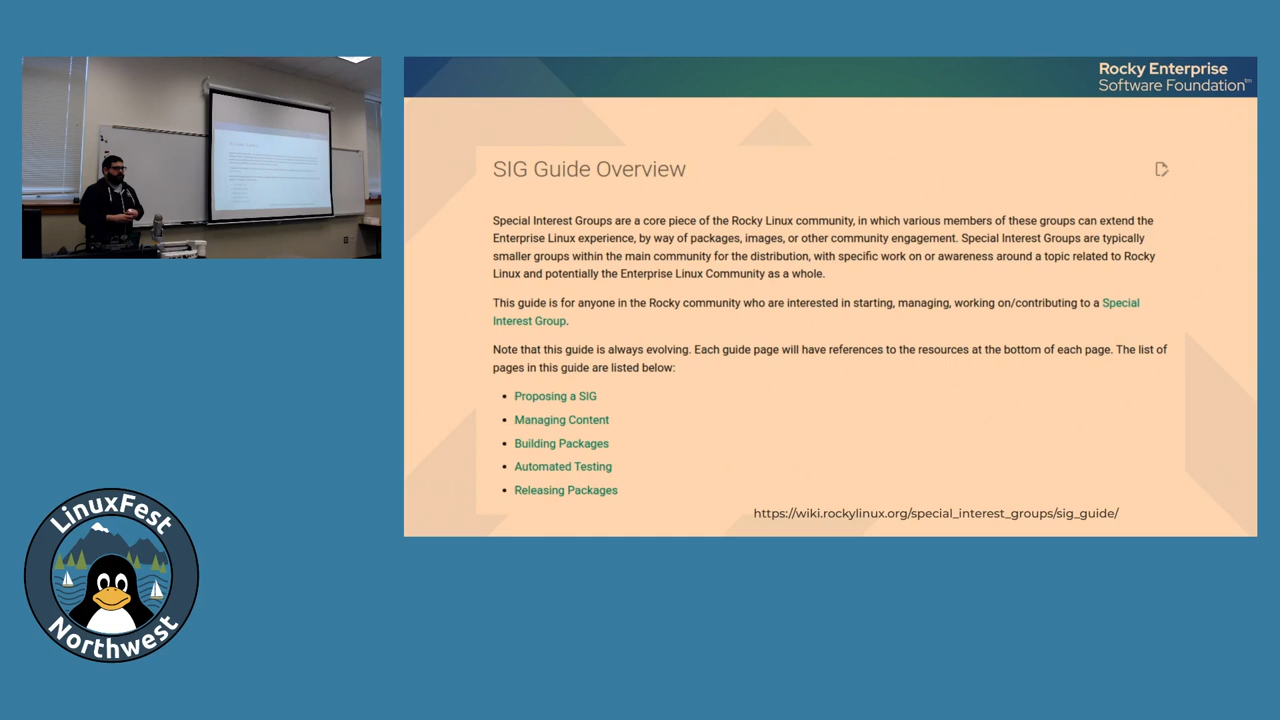 Rocky Enterprise
Software Foundation™
SIG Guide Overview
Special Interest Groups are a core piece of the Rocky Linux community, in which various members of these groups can extend the
Enterprise Linux experience, by way of packages, images, or other community engagement. Special Interest Groups are typically
smaller groups within the main community for the distribution, with specific work on or awareness around a topic related to Rocky
Linux and potentially the Enterprise Linux Community as a whole.
This guide is for anyone in the Rocky community who are interested in starting, managing, working on/contributing to a Special
Interest Group.
Note that this guide is always evolving. Each guide page will have references to the resources at the bottom of each page. The list of
pages in this guide are listed below:
• Proposing a SIG
• Managing Content
• Building Packages
• Automated Testing
• Releasing Packages
https://wiki.rockylinux.org/special_interest_groups/sig_guide/
LinuxFest
Northwest